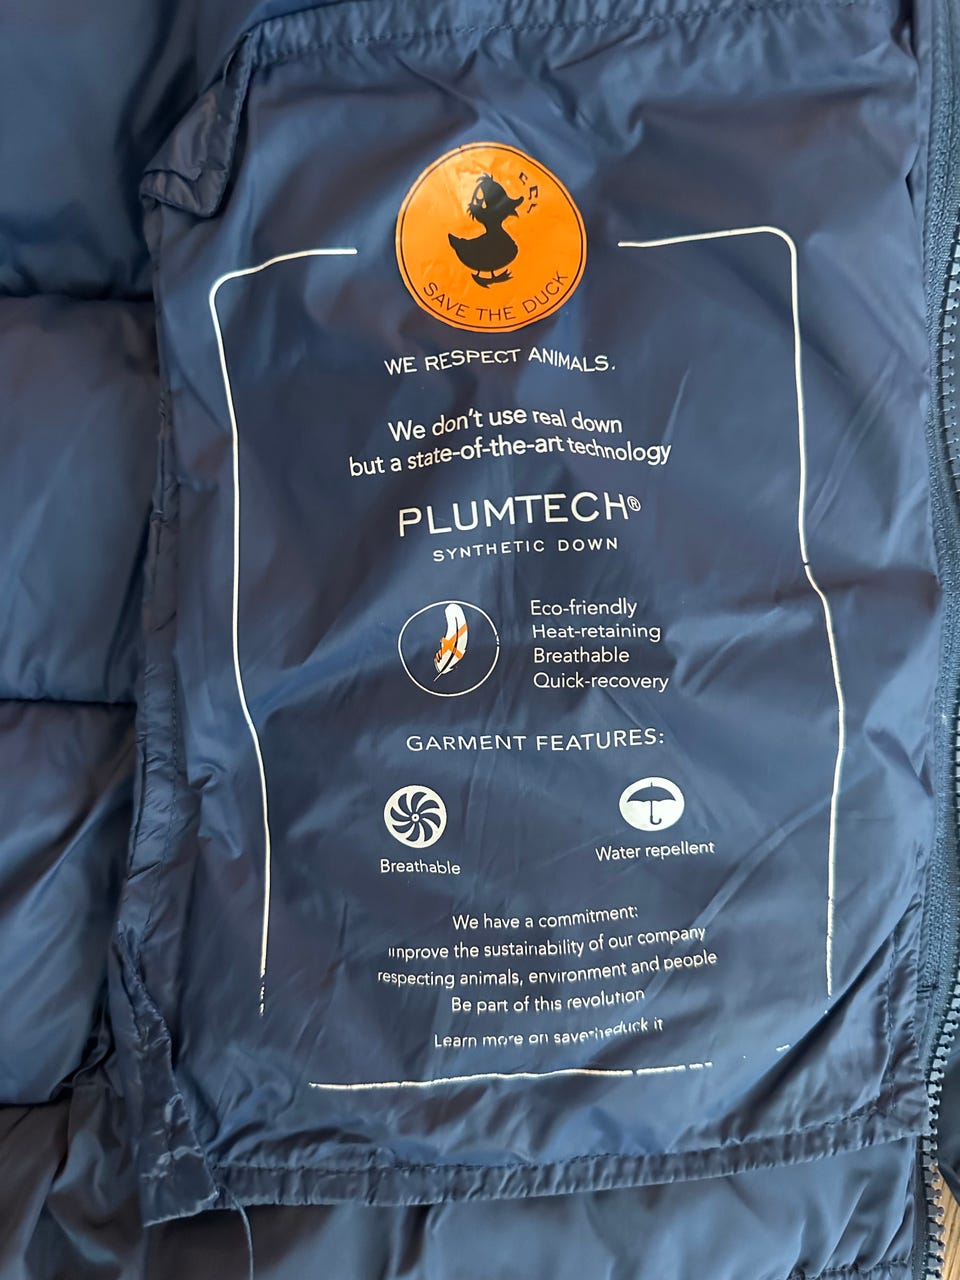 SAVE THE DUCK
WE RESPECT ANIMALS.
We don't use real down
but a state-of-the-art technology
PLUMTECH®
SYNTHETIC DOWN
Eco-friendly
Heat-retaining
Breathable
Quick-recovery
GARMENT FEATURES:
Breathable
Water repellent
We have a commitment:
improve the sustainability of our company
respecting animals, environment and people
Be part of this revolution
Learn more on savetheduck it